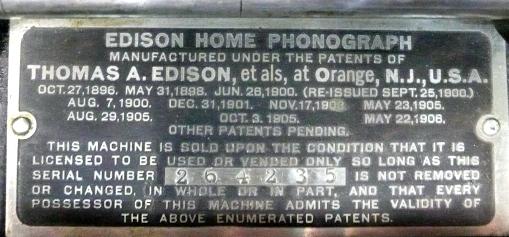 EDISON HOME PHONOGRAPH
MANUFACTURED UNDER THE PATENTS OF
THOMAS A. EDISON, et als, at Orange, N.J., U.S.A.
OCT. 27, 1896. MAY 31, 1898. JUN. 26, 1900. (RE-ISSUED SEPT. 25, 1900.)
AUG. 7, 1900. DEC. 31, 1901. NOV. 17, 1903. MAY 23, 1905.
AUG. 29, 1905. OCT. 3, 1905. MAY 22, 1906.
OTHER PATENTS PENDING.
THIS MACHINE IS SOLD UPON THE CONDITION THAT IT IS
LICENSED TO BE USED OR VENDED ONLY SO LONG AS THIS
SERIAL NUMBER 264235 IS NOT REMOVED
OR CHANGED, IN WHOLE OR IN PART, AND THAT EVERY
POSSESSOR OF THIS MACHINE ADMITS THE VALIDITY OF
THE ABOVE ENUMERATED PATENTS.